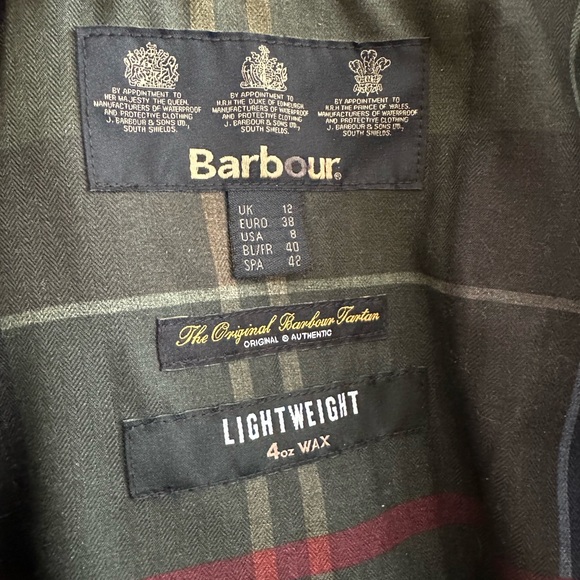 BY APPOINTMENT TO
HER MAJESTY THE QUEEN.
MANUFACTURERS OF WATERPROOF
AND PROTECTIVE CLOTHING
J. BARBOUR & SONS LTD.,
SOUTH SHIELDS.
BY APPOINTMENT TO
H.R.H. THE DUKE OF EDINBURGH.
MANUFACTURERS OF WATERPROOF
AND PROTECTIVE CLOTHING
J. BARBOUR & SONS LTD.,
SOUTH SHIELDS.
BY APPOINTMENT TO
H.R.H. THE PRINCE OF WALES.
MANUFACTURERS OF WATERPROOF
AND PROTECTIVE CLOTHING
J. BARBOUR & SONS LTD.,
SOUTH SHIELDS.
Barbour®
UK 12
EURO 38
USA 8
BL/FR 40
SPA 42
The Original Barbour Tartan
ORIGINAL & AUTHENTIC
LIGHTWEIGHT
4oz WAX